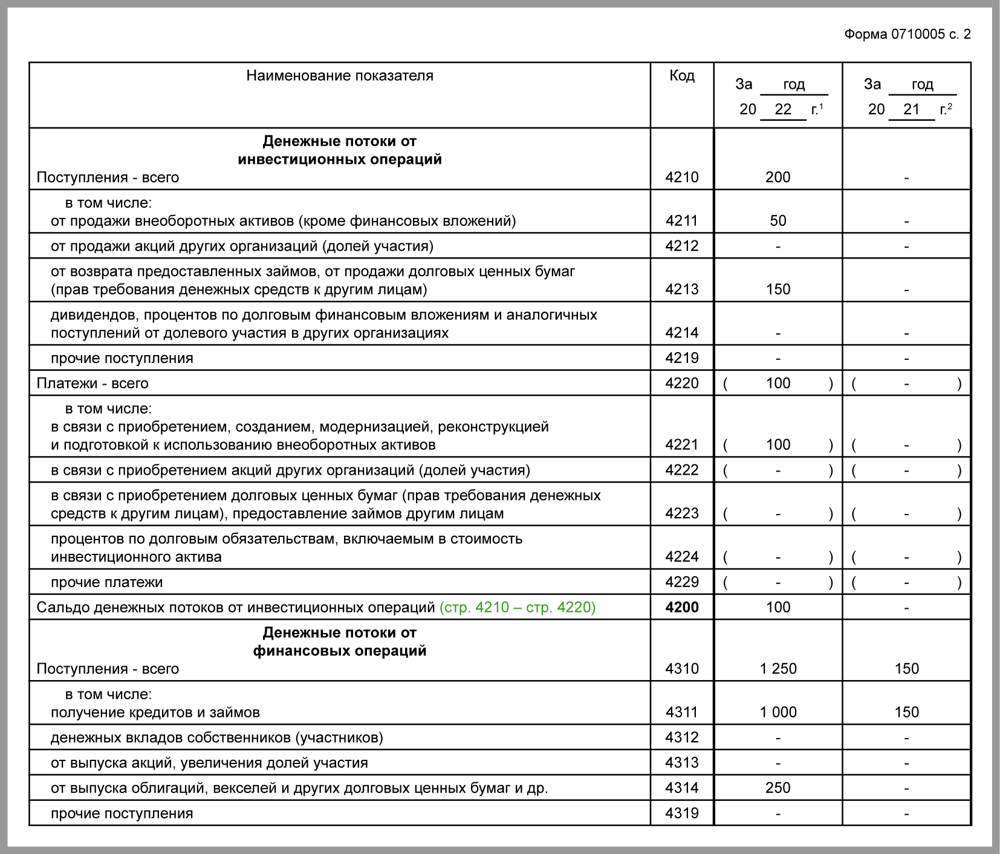 Форма 0710005 с. 2
Наименование показателя Код За год За год
20 22 г.1 20 21 г.2
Денежные потоки от
инвестиционных операций
Поступления - всего 4210 200 -
в том числе:
от продажи внеоборотных активов (кроме финансовых вложений) 4211 50 -
от продажи акций других организаций (долей участия) 4212 - -
от возврата предоставленных займов, от продажи долговых ценных бумаг
(прав требования денежных средств к другим лицам) 4213 150 -
дивидендов, процентов по долговым финансовым вложениям и аналогичных
поступлений от долевого участия в других организациях 4214 - -
прочие поступления 4219 - -
Платежи - всего 4220 ( 100 ) ( - )
в том числе:
в связи с приобретением, созданием, модернизацией, реконструкцией
и подготовкой к использованию внеоборотных активов 4221 ( 100 ) ( - )
в связи с приобретением акций других организаций (долей участия) 4222 ( - ) ( - )
в связи с приобретением долговых ценных бумаг (прав требования денежных
средств к другим лицам), предоставление займов другим лицам 4223 ( - ) ( - )
процентов по долговым обязательствам, включаемым в стоимость
инвестиционного актива 4224 ( - ) ( - )
прочие платежи 4229 ( - ) ( - )
Сальдо денежных потоков от инвестиционных операций (стр. 4210 – стр. 4220) 4200 100 -
Денежные потоки от
финансовых операций
Поступления - всего 4310 1 250 150
в том числе:
получение кредитов и займов 4311 1 000 150
денежных вкладов собственников (участников) 4312 - -
от выпуска акций, увеличения долей участия 4313 - -
от выпуска облигаций, векселей и других долговых ценных бумаг и др. 4314 250 -
прочие поступления 4319 - -